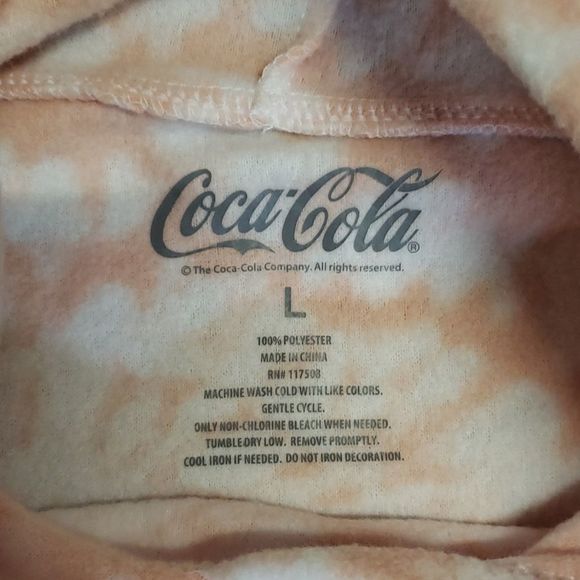 Coca-Cola®
© The Coca-Cola Company. All rights reserved.
L
100% POLYESTER
MADE IN CHINA
RN# 117508
MACHINE WASH COLD WITH LIKE COLORS.
GENTLE CYCLE.
ONLY NON-CHLORINE BLEACH WHEN NEEDED.
TUMBLE DRY LOW. REMOVE PROMPTLY.
COOL IRON IF NEEDED. DO NOT IRON DECORATION.